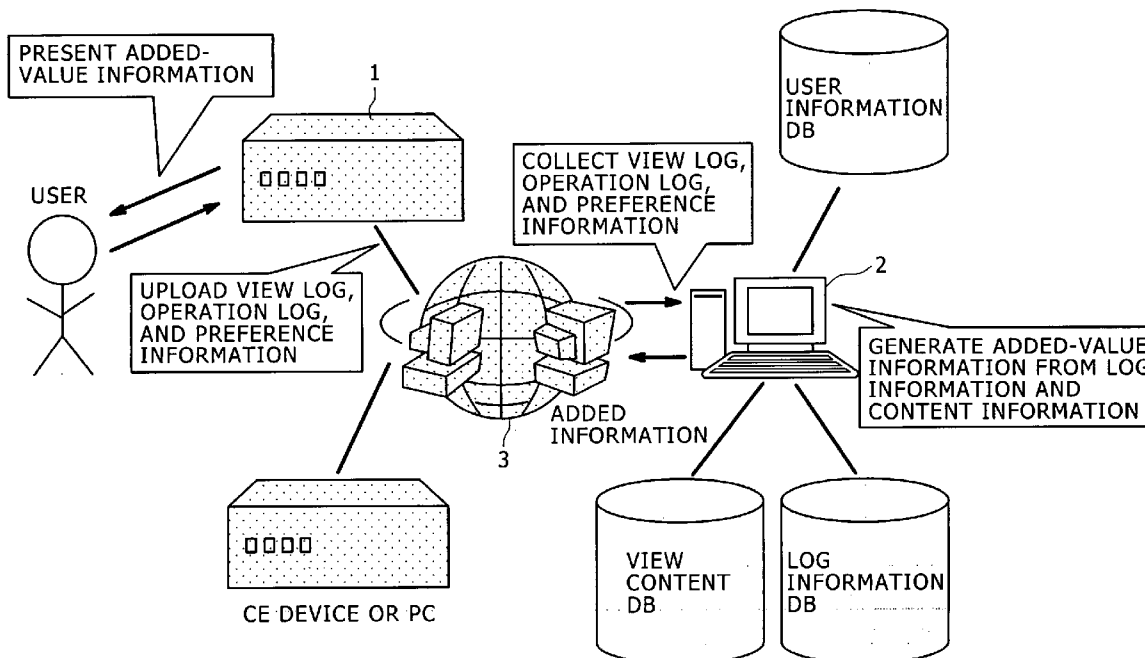 PRESENT ADDED-
VALUE INFORMATION
1
USER
INFORMATION
DB
USER
COLLECT VIEW LOG,
OPERATION LOG,
AND PREFERENCE
INFORMATION
UPLOAD VIEW LOG,
OPERATION LOG,
AND PREFERENCE
INFORMATION
2
GENERATE ADDED-VALUE
INFORMATION FROM LOG
INFORMATION AND
CONTENT INFORMATION
ADDED
INFORMATION
3
VIEW
CONTENT
DB
LOG
INFORMATION
DB
CE DEVICE OR PC